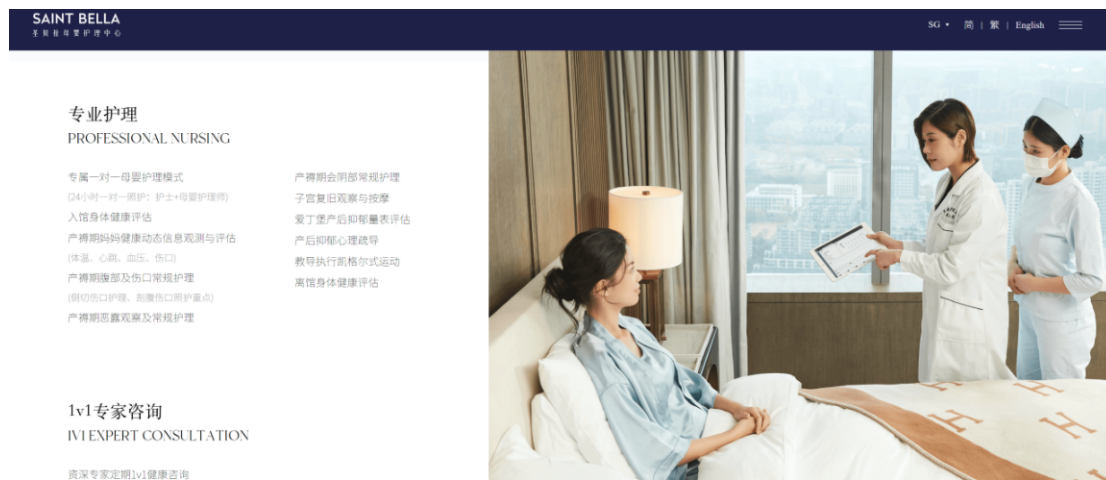 SAINT BELLA
圣贝拉母婴护理中心
SG
简 | 繁 | English
专业护理
PROFESSIONAL NURSING
专属一对一母婴护理模式
(24小时一对一照护：护士+母婴护理师)
入馆身体健康评估
产褥期妈妈健康动态信息观测与评估
(体温、心跳、血压、伤口)
产褥期腹部及伤口常规护理
(侧切伤口护理、剖腹伤口照护重点)
产褥期恶露观察及常规护理
产褥期会阴部常规护理
子宫复旧观察与按摩
爱丁堡产后抑郁量表评估
产后抑郁心理疏导
教导执行凯格尔式运动
离馆身体健康评估
1v1专家咨询
1V1 EXPERT CONSULTATION
资深专家定期1v1健康咨询
H
H
H
H